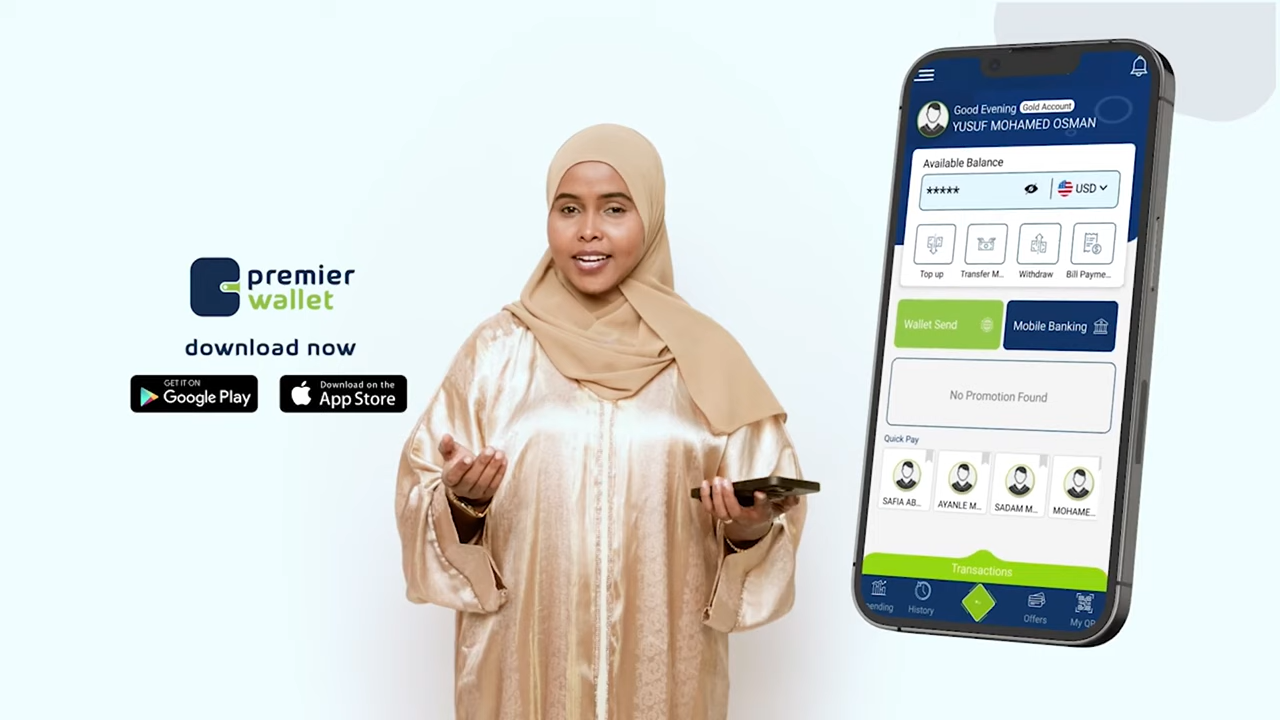 premier
wallet
download now
GET IT ON
Google Play
Download on the
App Store
Good Evening Gold Account
YUSUF MOHAMED OSMAN
Available Balance
***** USD
Top up Transfer M... Withdraw Bill Payme...
Wallet Send Mobile Banking
No Promotion Found
Quick Pay
SAFIA AB... AYANLE M... SADAM M... MOHAME...
Transactions
ending History Offers My QR